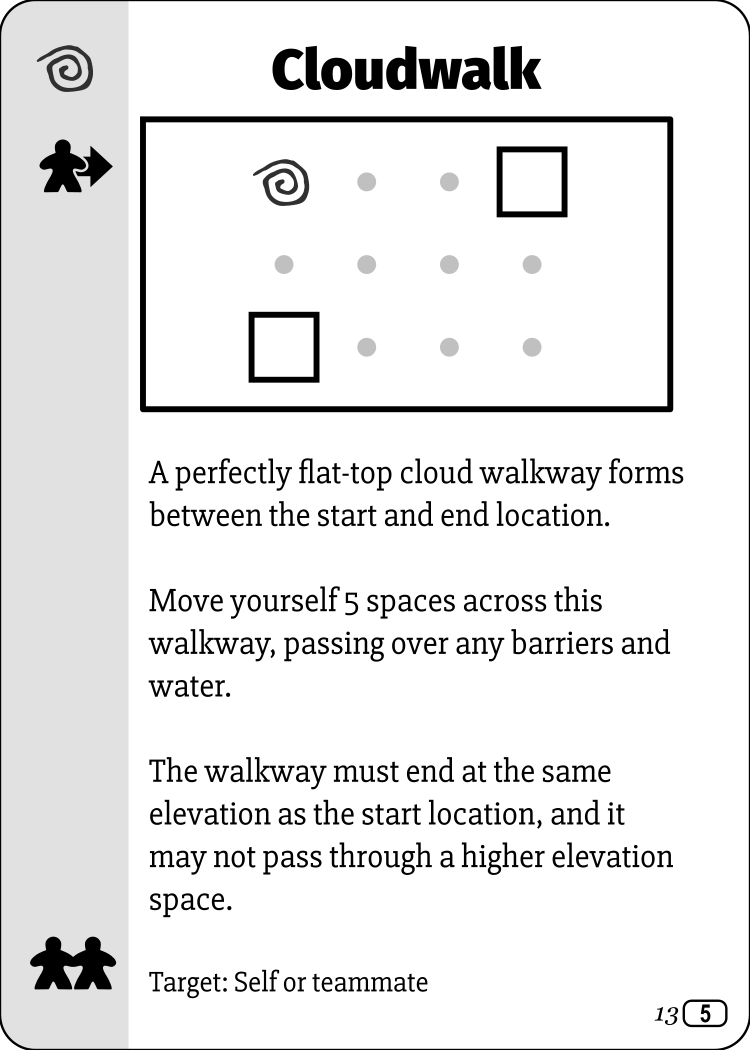 Cloudwalk
A perfectly flat-top cloud walkway forms
between the start and end location.
Move yourself 5 spaces across this
walkway, passing over any barriers and
water.
The walkway must end at the same
elevation as the start location, and it
may not pass through a higher elevation
space.
Target: Self or teammate
13 5